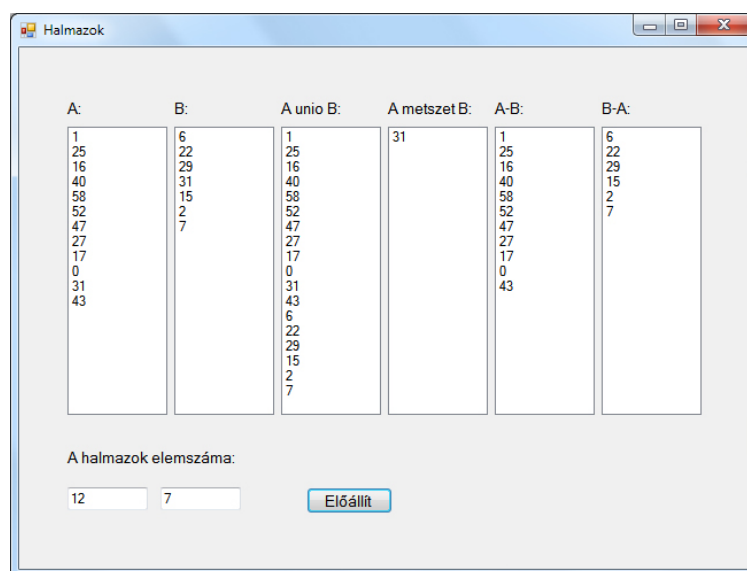 Halmazok
A: B: A unio B: A metszet B: A-B: B-A:
1 6 1 31 1 6
25 22 25 25 22
16 29 16 16 29
40 31 40 40 15
58 15 58 58 2
52 2 52 52 7
47 7 47 47
27 27 27
17 17 17
0 0 0
31 31 43
43 43
6
22
29
15
2
7
A halmazok elemszáma:
12 7 Előállít